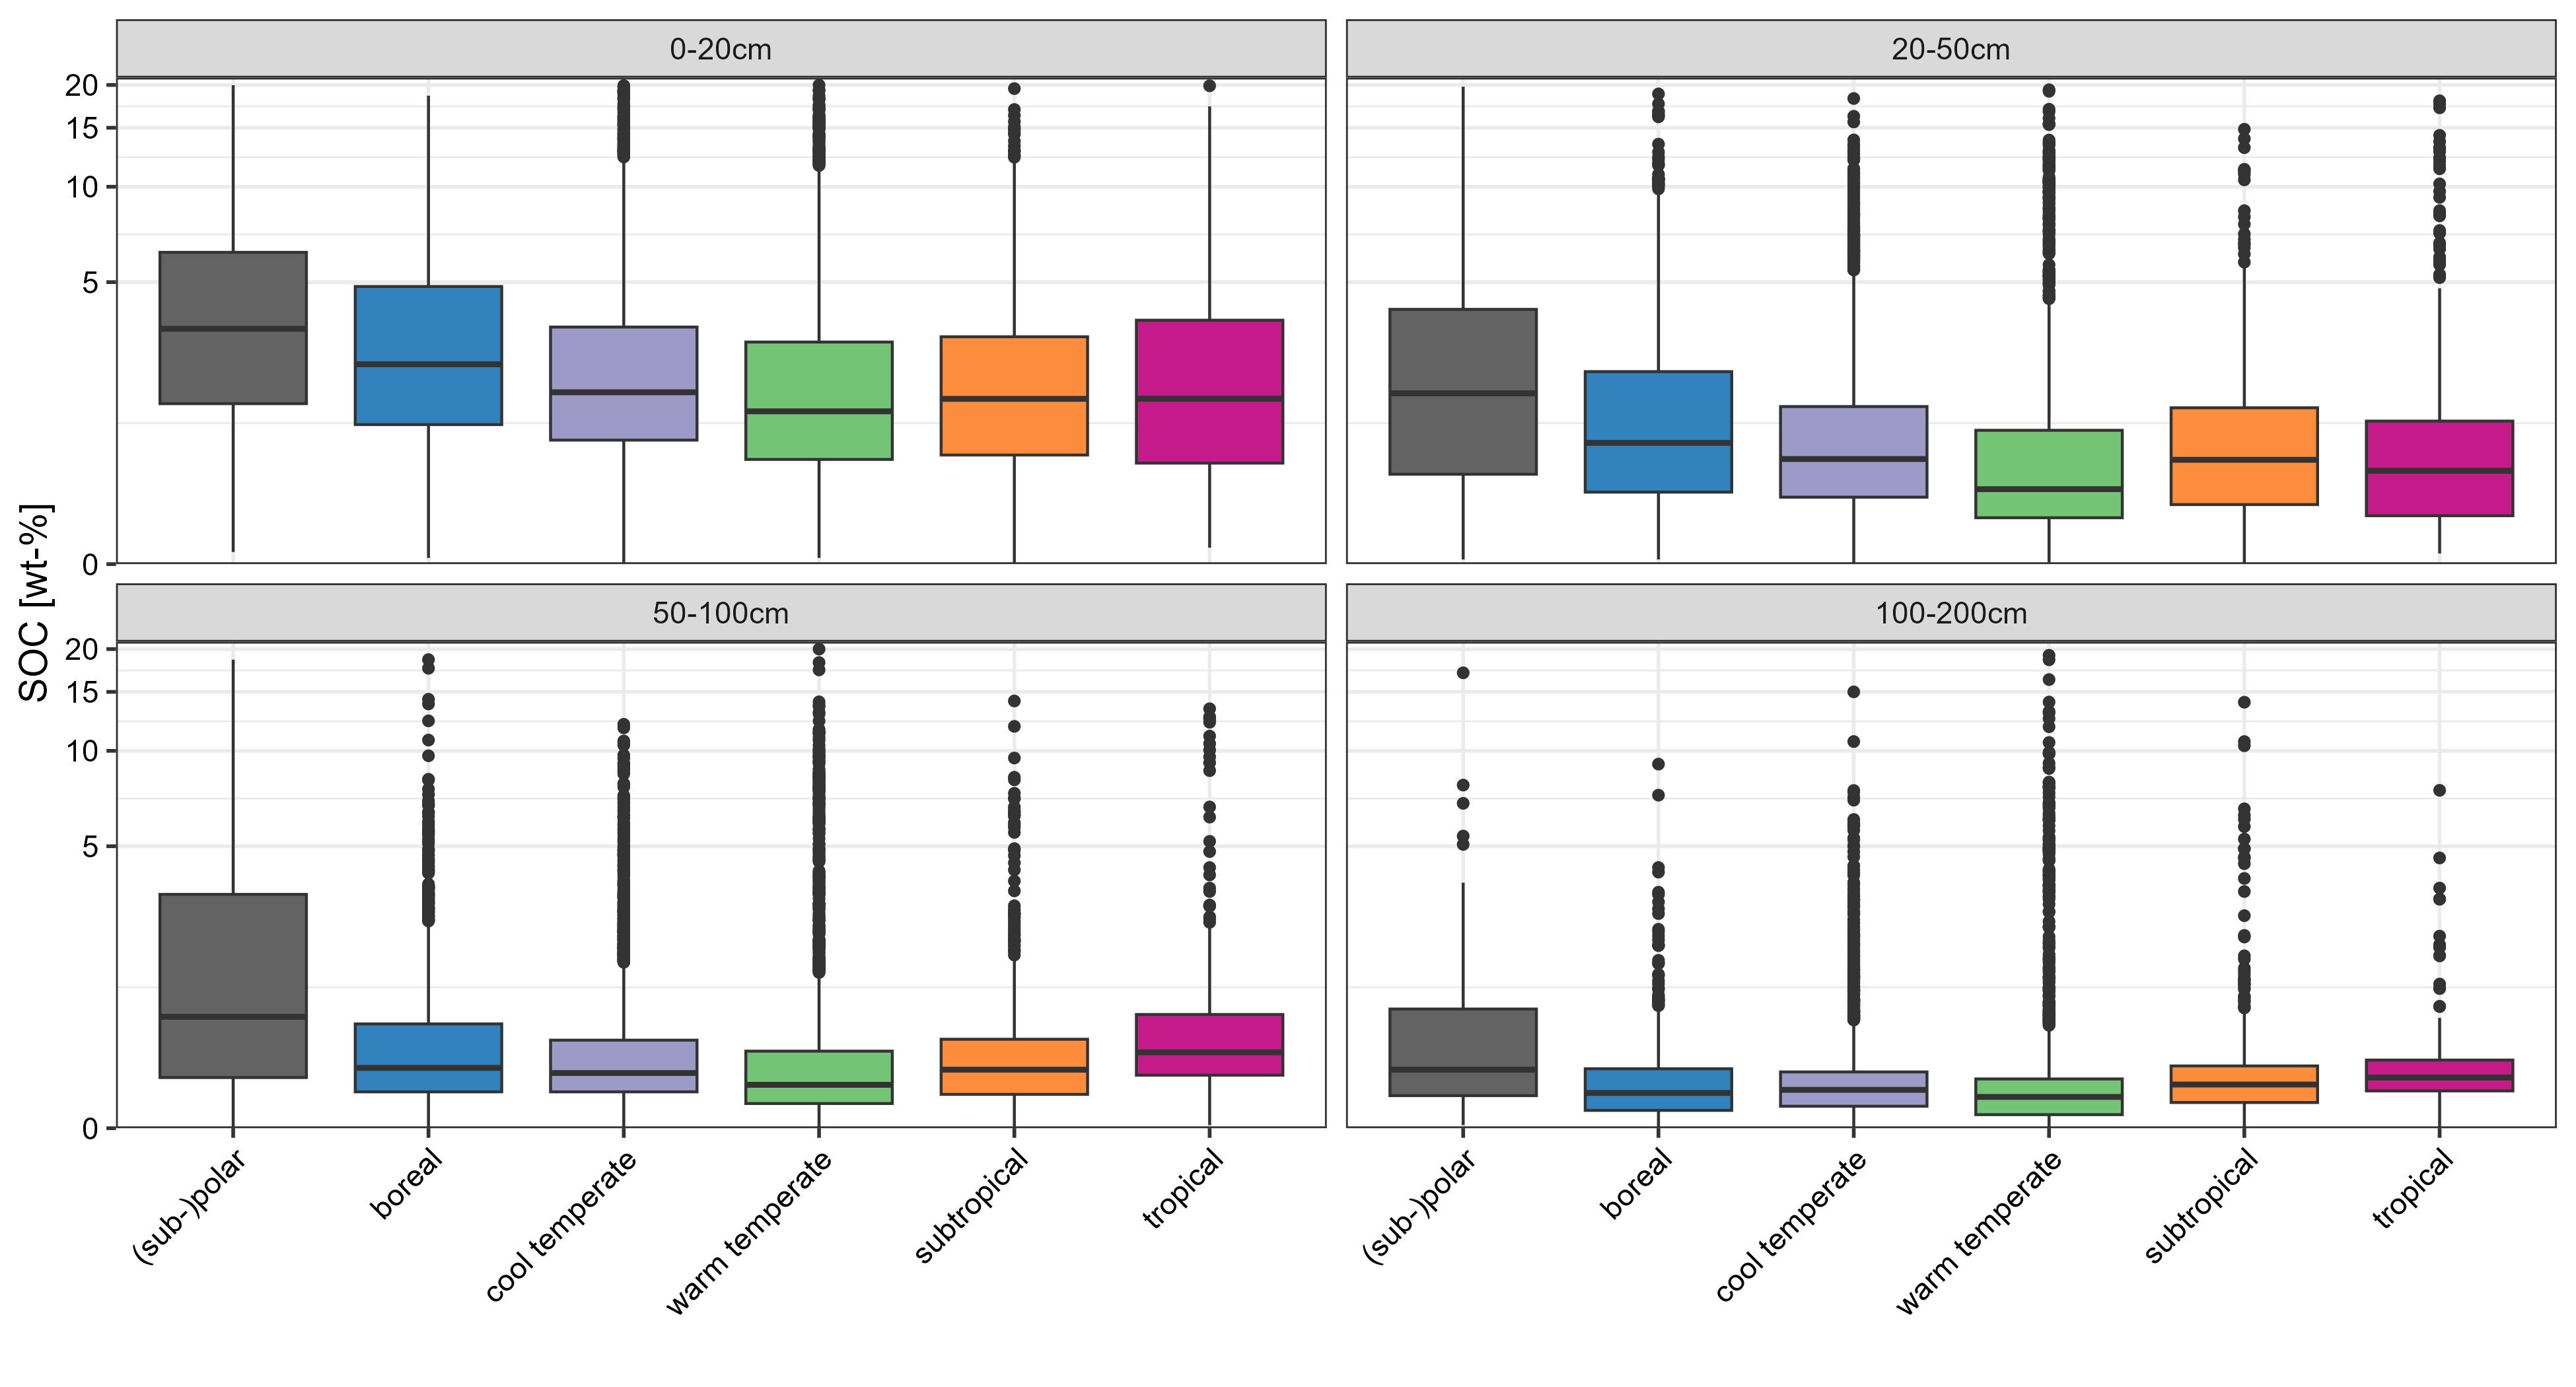 0-20cm
20-50cm
20
15
10
5
0
SOC [wt-%]
50-100cm
100-200cm
20
15
10
5
0
(sub-)polar
boreal
cool temperate
warm temperate
subtropical
tropical
(sub-)polar
boreal
cool temperate
warm temperate
subtropical
tropical